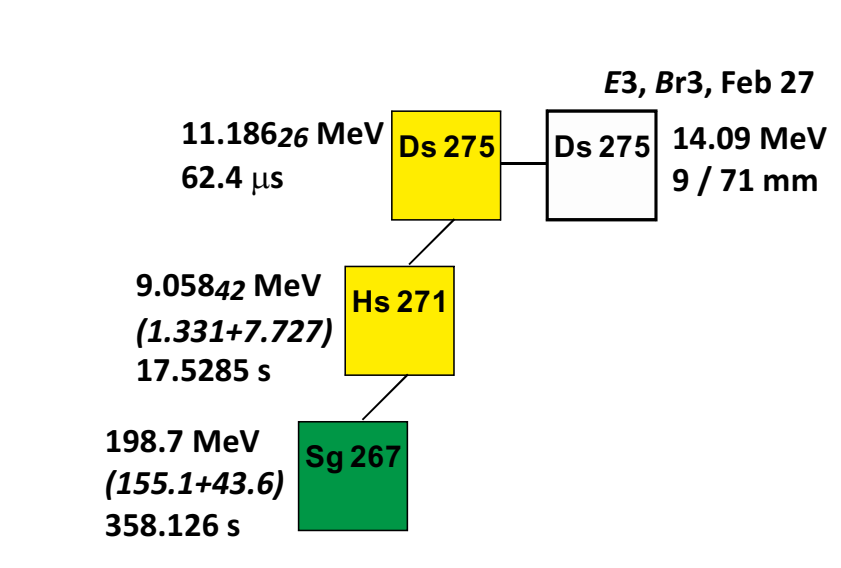 E3, Br3, Feb 27
11.18626 MeV
62.4 μs
Ds 275
Ds 275
14.09 MeV
9 / 71 mm
9.05842 MeV
(1.331+7.727)
17.5285 s
Hs 271
198.7 MeV
(155.1+43.6)
358.126 s
Sg 267